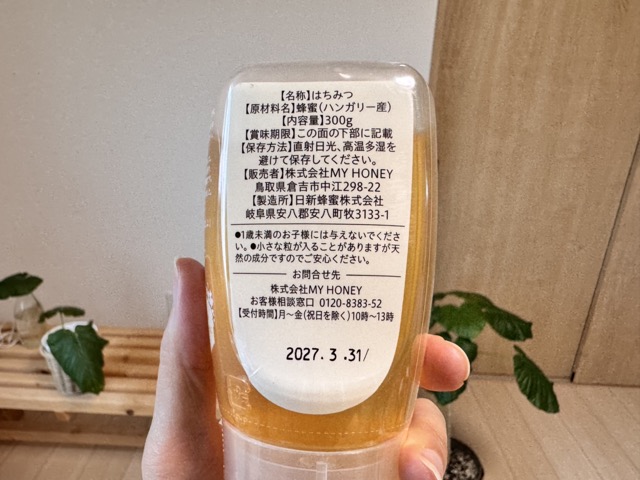 【名称】はちみつ
【原材料名】蜂蜜(ハンガリー産)
【内容量】300g
【賞味期限】この面の下部に記載
【保存方法】直射日光、高温多湿を
避けて保存してください。
【販売者】株式会社MY HONEY
鳥取県倉吉市中江298-22
【製造所】日新蜂蜜株式会社
岐阜県安八郡安八町牧3133-1
●1歳未満のお子様には与えないでくださ
い。●小さな粒が入ることがありますが天
然の成分ですのでご安心ください。
お問合せ先
株式会社MY HONEY
お客様相談窓口 0120-8383-52
【受付時間】月〜金(祝日を除く)10時〜13時
2027. 3 .31/